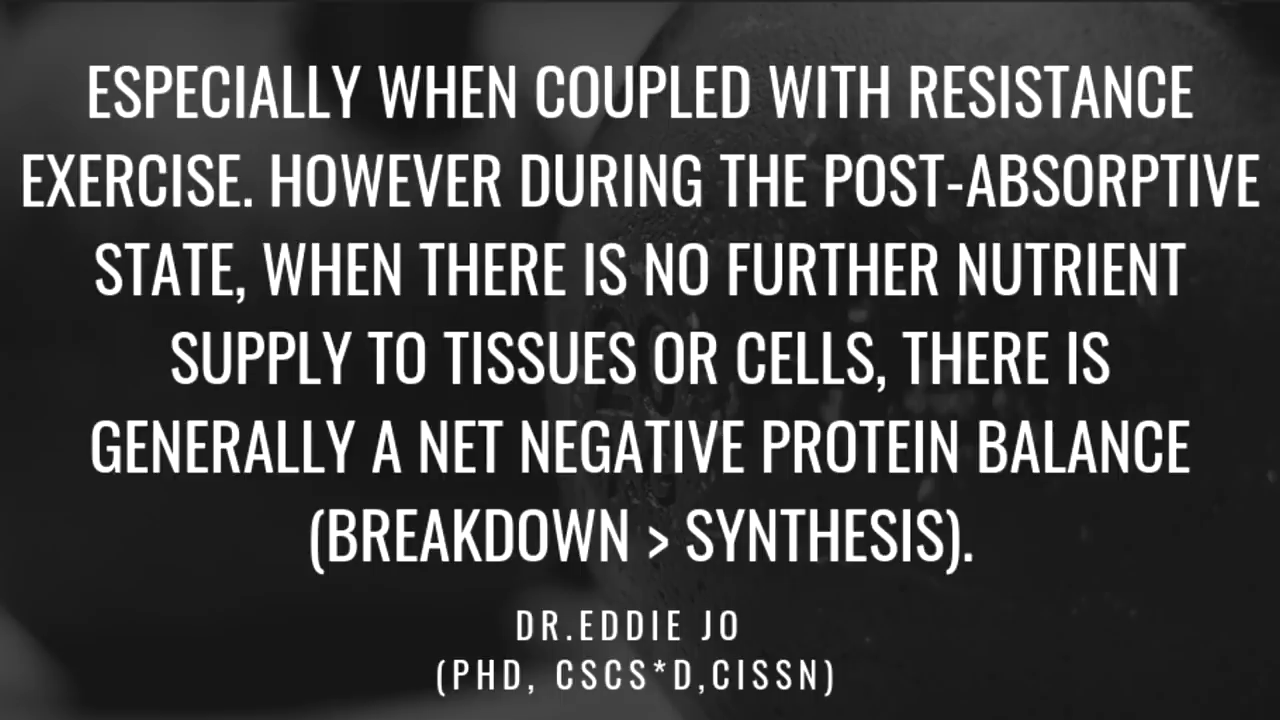 ESPECIALLY WHEN COUPLED WITH RESISTANCE
EXERCISE. HOWEVER DURING THE POST-ABSORPTIVE
STATE, WHEN THERE IS NO FURTHER NUTRIENT
SUPPLY TO TISSUES OR CELLS, THERE IS
GENERALLY A NET NEGATIVE PROTEIN BALANCE
(BREAKDOWN > SYNTHESIS).
DR.EDDIE JO
(PHD, CSCS*D,CISSN)